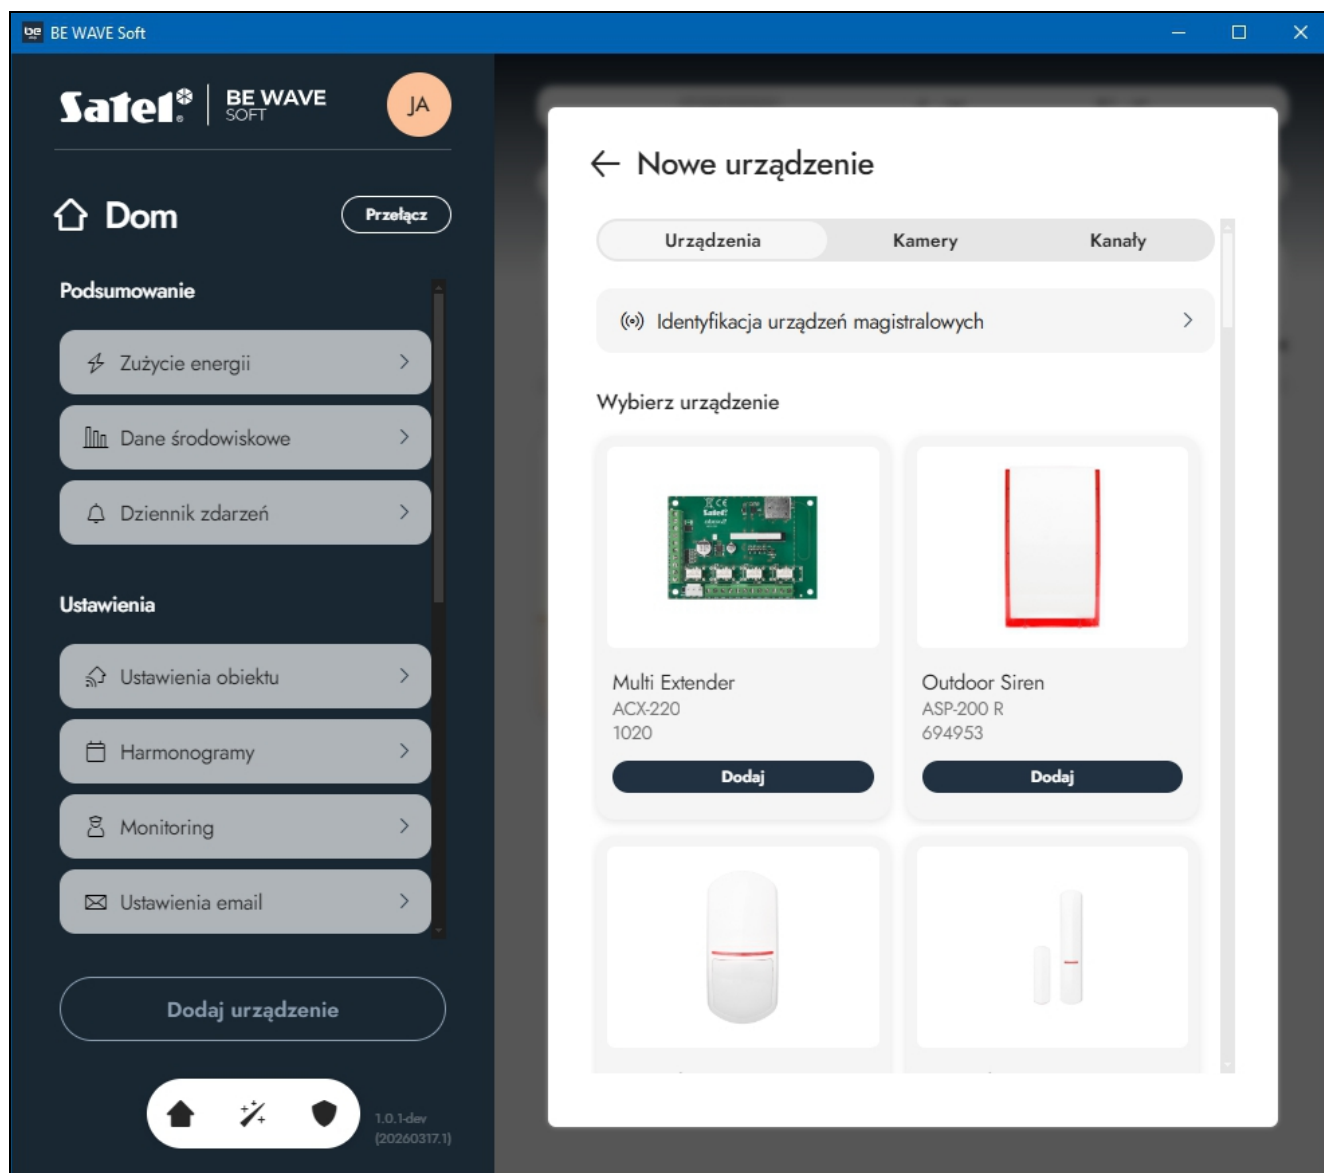 BE WAVE Soft
Satel
BE WAVE
SOFT
JA
Dom
Przełącz
Podsumowanie
Zużycie energii
Dane środowiskowe
Dziennik zdarzeń
Ustawienia
Ustawienia obiektu
Harmonogramy
Monitoring
Ustawienia email
Dodaj urządzenie
1.0.1-dev
(20260317.1)
Nowe urządzenie
Urządzenia Kamery Kanały
Identyfikacja urządzeń magistralowych
Wybierz urządzenie
Multi Extender
ACX-220
1020
Dodaj
Outdoor Siren
ASP-200 R
694953
Dodaj